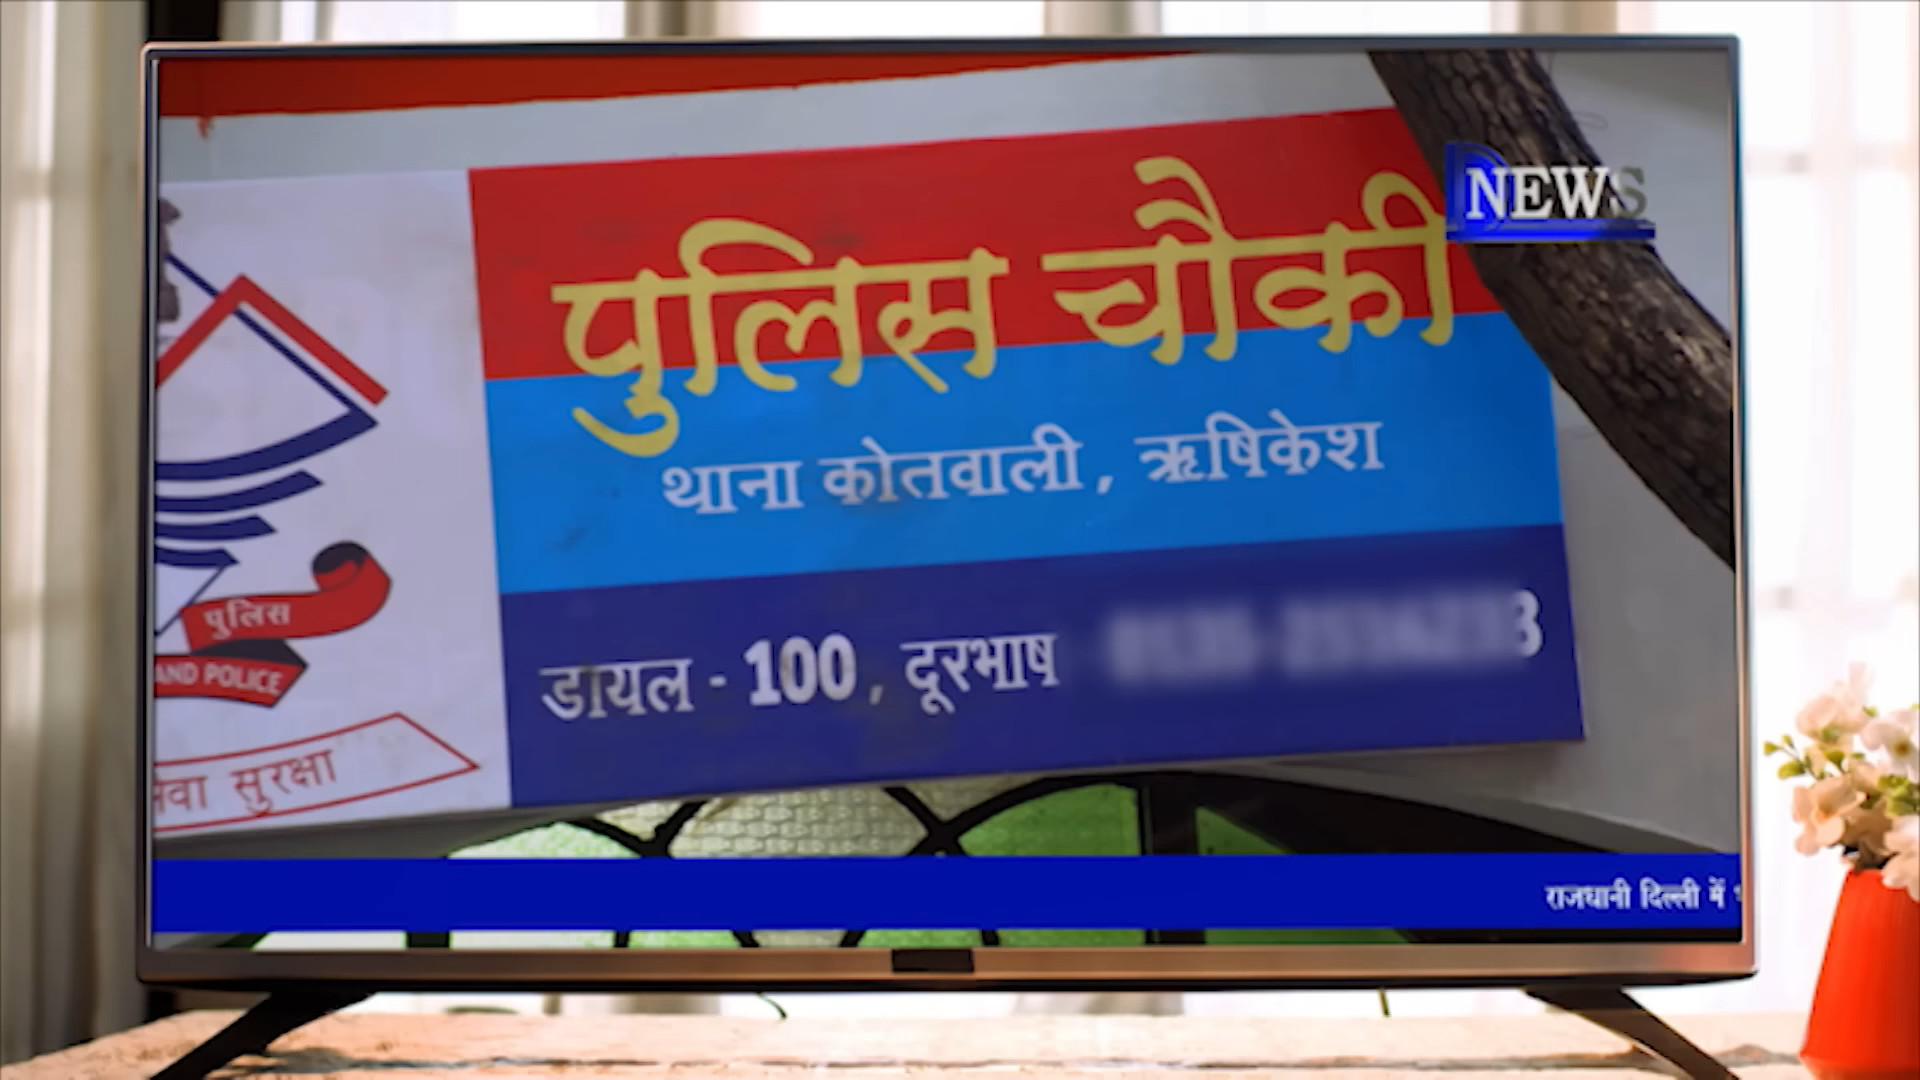 NEWS
पुलिस चौकी
थाना कोतवाली, ऋषिकेश
डायल - 100, दूरभाष
पुलिस
AND POLICE
सुरक्षा
राजधानी दिल्ली में